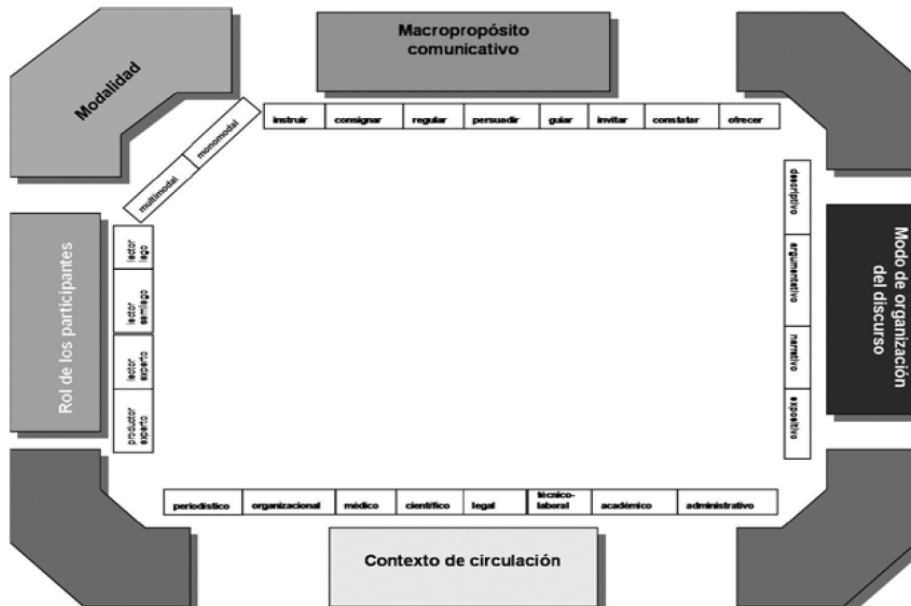 Macropropósito
comunicativo
Modalidad
instruir
consignar
regular
persuadir
guiar
invitar
constatar
ofrecer
monomodal
multimodal
Rol de los participantes
lector
lego
lector
semilego
lector
experto
productor
experto
descriptivo
argumentativo
narrativo
expositivo
Modo de organización
del discurso
periodístico
organizacional
médico
científico
legal
técnico-
laboral
académico
administrativo
Contexto de circulación